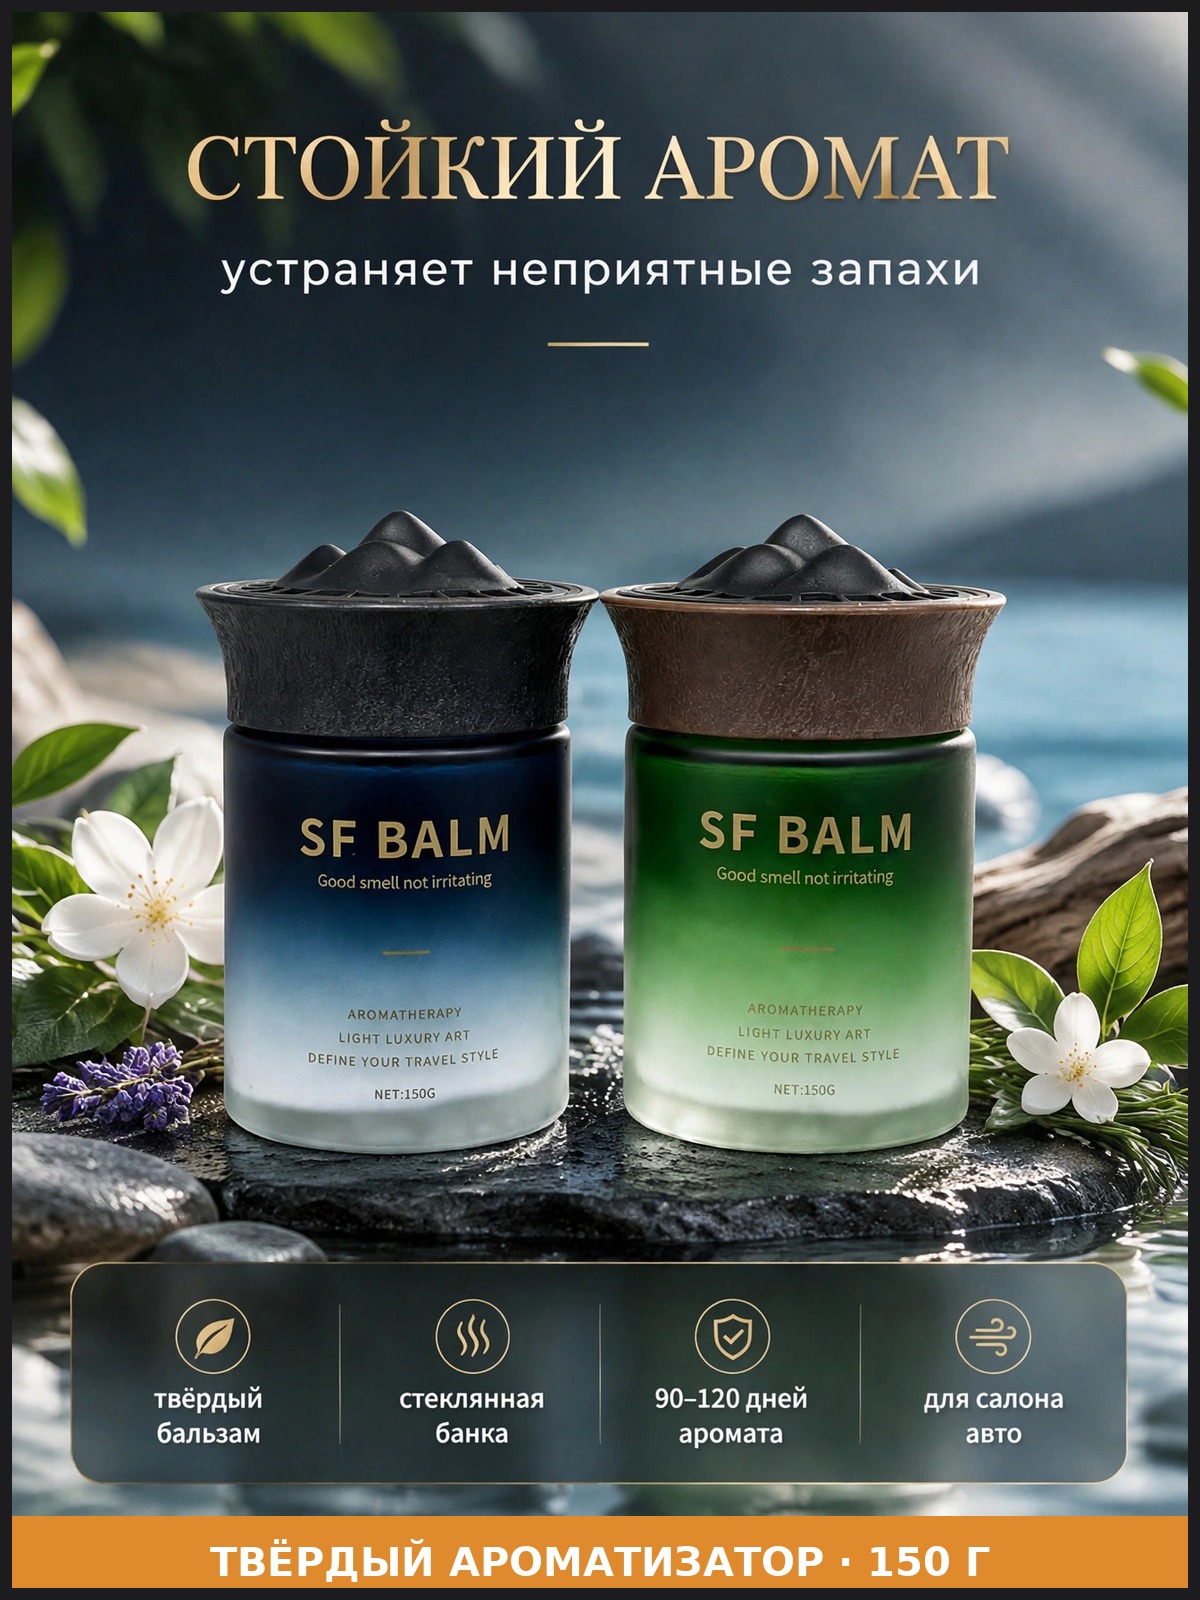 СТОЙКИЙ АРОМАТ
устраняет неприятные запахи
SF BALM
Good smell not irritating
AROMATHERAPY
LIGHT LUXURY ART
DEFINE YOUR TRAVEL STYLE
NET:150G
SF BALM
Good smell not irritating
AROMATHERAPY
LIGHT LUXURY ART
DEFINE YOUR TRAVEL STYLE
NET:150G
твёрдый
бальзам
стеклянная
банка
90–120 дней
аромата
для салона
авто
ТВЁРДЫЙ АРОМАТИЗАТОР · 150 Г